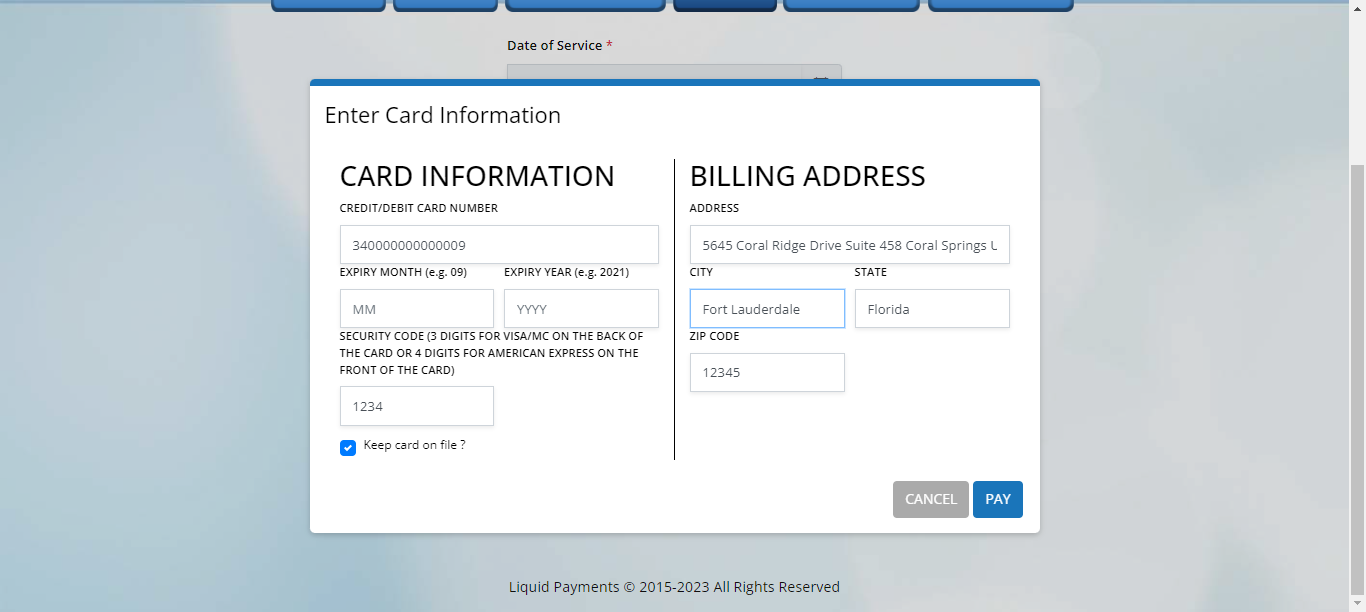 Date of Service *
Enter Card Information
CARD INFORMATION
CREDIT/DEBIT CARD NUMBER
340000000000009
EXPIRY MONTH (e.g. 09) EXPIRY YEAR (e.g. 2021)
MM YYYY
SECURITY CODE (3 DIGITS FOR VISA/MC ON THE BACK OF
THE CARD OR 4 DIGITS FOR AMERICAN EXPRESS ON THE
FRONT OF THE CARD)
1234
Keep card on file ?
BILLING ADDRESS
ADDRESS
5645 Coral Ridge Drive Suite 458 Coral Springs
CITY STATE
Fort Lauderdale Florida
ZIP CODE
12345
CANCEL PAY
Liquid Payments © 2015-2023 All Rights Reserved